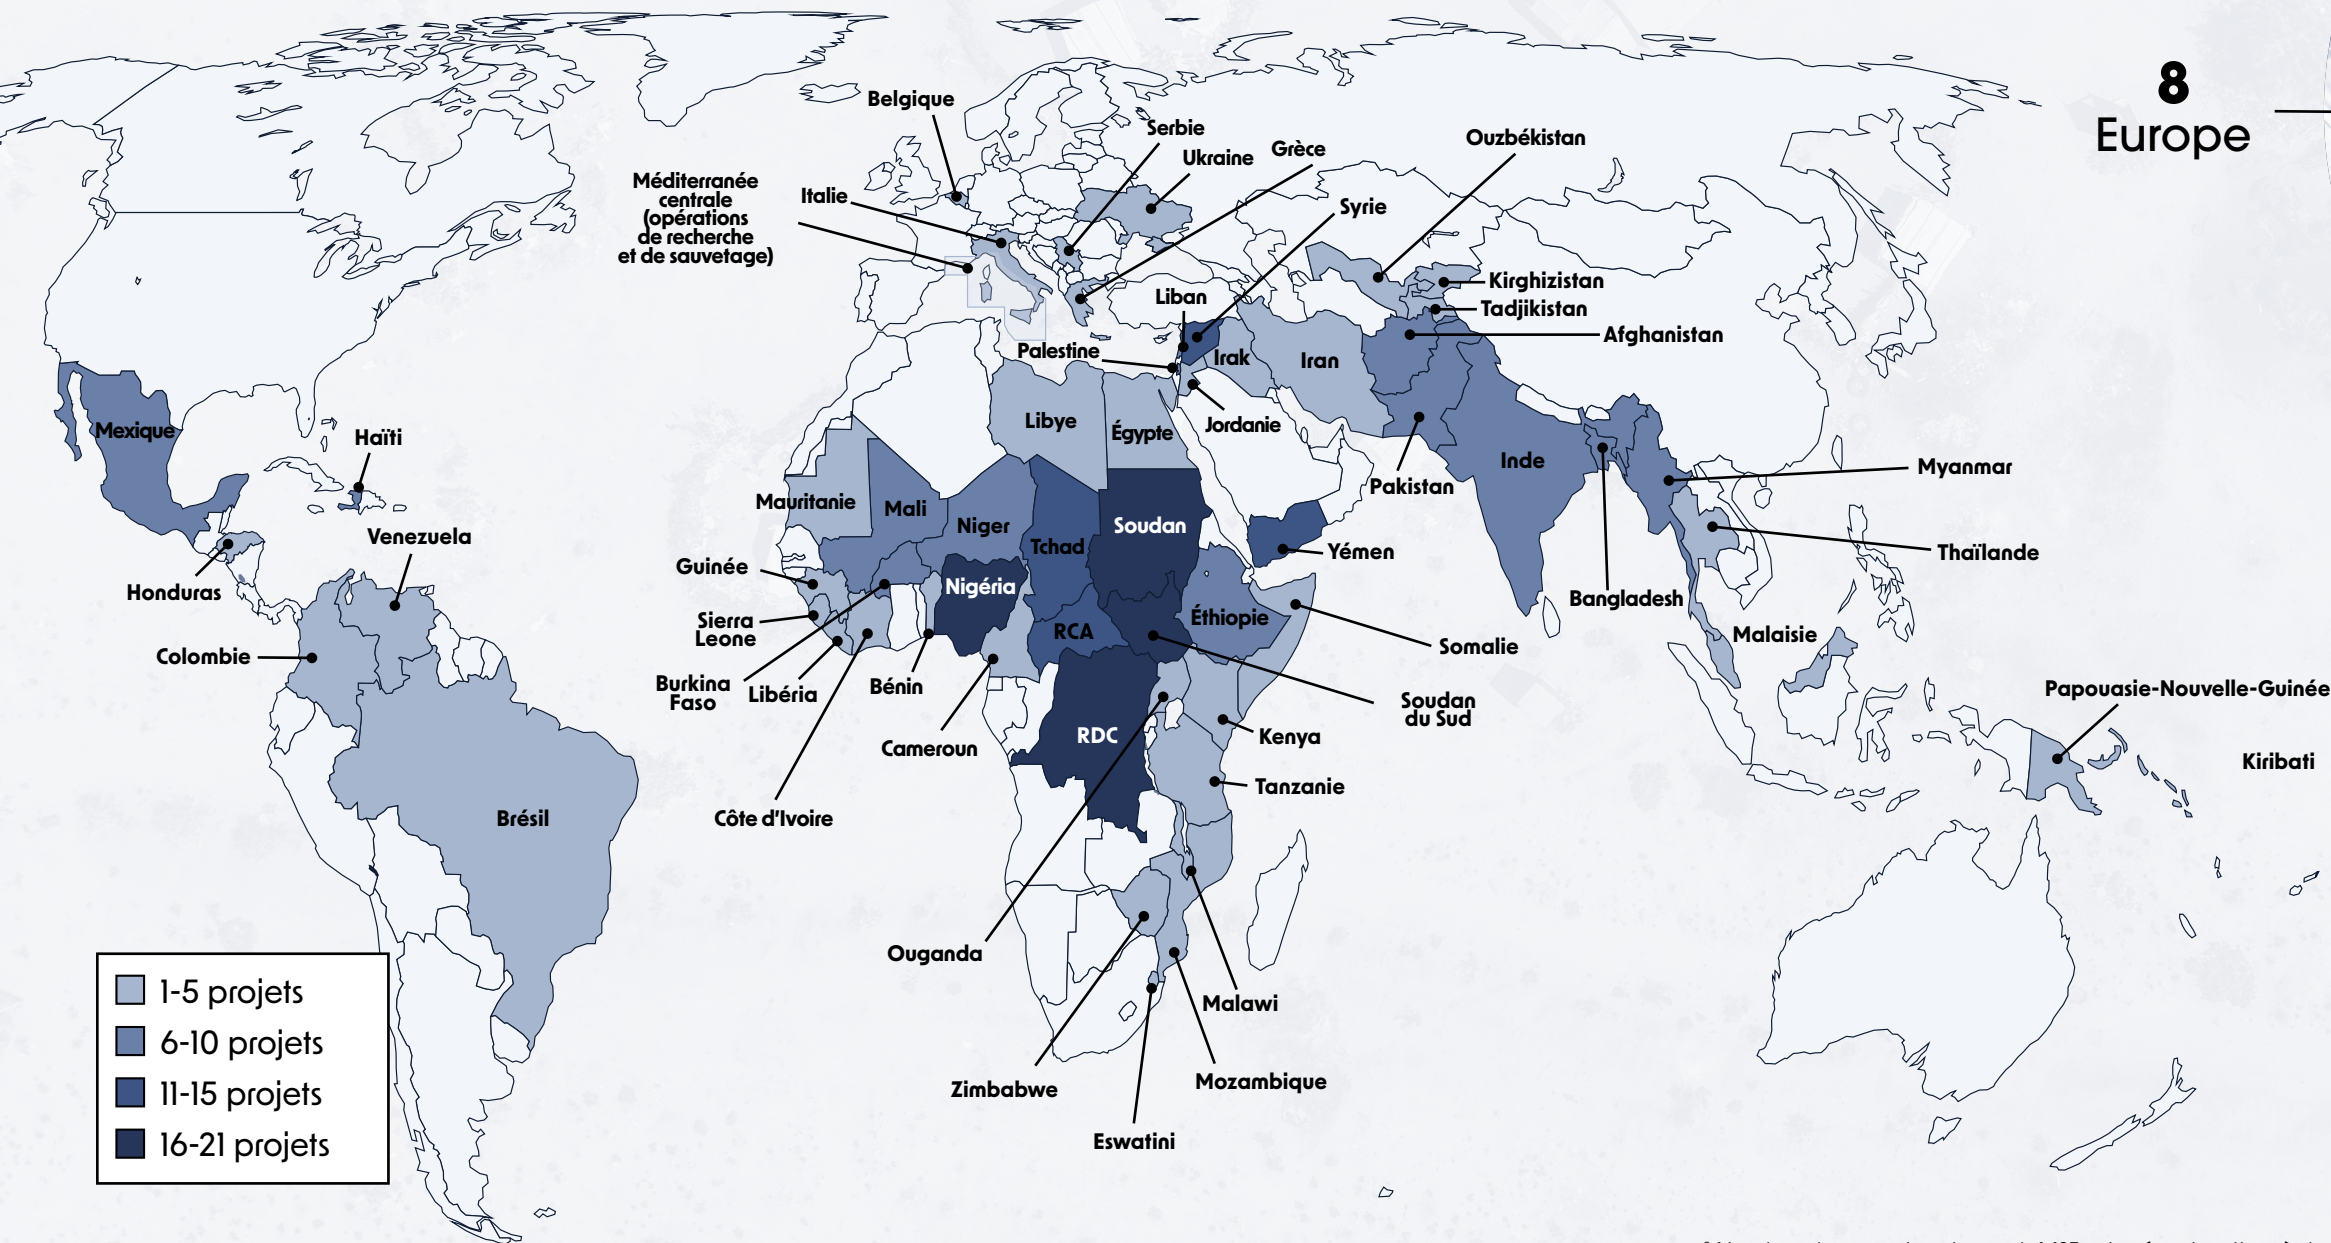 8
Europe
Belgique
Serbie
Ukraine
Grèce
Ouzbékistan
Méditerranée
centrale
(opérations
de recherche
et de sauvetage)
Italie
Syrie
Kirghizistan
Tadjikistan
Afghanistan
Liban
Palestine
Irak
Iran
Jordanie
Libye
Égypte
Mexique
Haïti
Inde
Pakistan
Myanmar
Mauritanie
Mali
Niger
Tchad
Soudan
Yémen
Thaïlande
Venezuela
Honduras
Guinée
Nigéria
Bangladesh
Sierra
Leone
RCA
Éthiopie
Somalie
Malaisie
Colombie
Burkina
Faso
Libéria
Bénin
Soudan
du Sud
Papouasie-Nouvelle-Guinée
Cameroun
RDC
Kenya
Kiribati
Tanzanie
Brésil
Côte d'Ivoire
Ouganda
Malawi
Zimbabwe
Mozambique
Eswatini
1-5 projets
6-10 projets
11-15 projets
16-21 projets